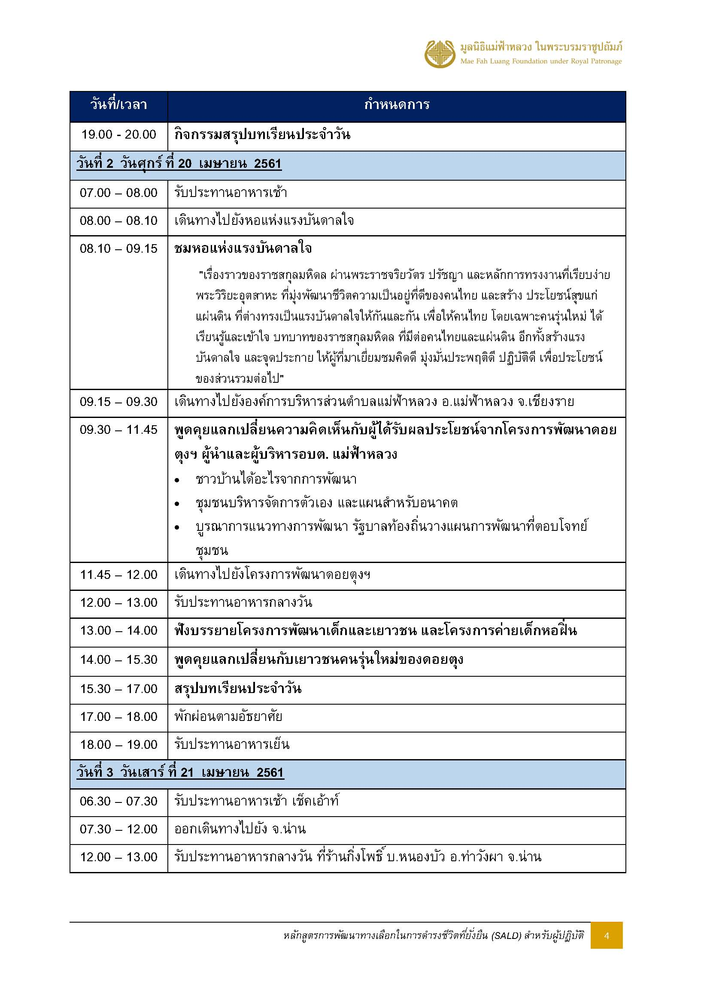 มูลนิธิแม่ฟ้าหลวง ในพระบรมราชูปถัมภ์
Mae Fah Luang Foundation under Royal Patronage
วันที่/เวลา กำหนดการ
19.00 - 20.00 กิจกรรมสรุปบทเรียนประจำวัน
วันที่ 2 วันศุกร์ ที่ 20 เมษายน 2561
07.00 – 08.00 รับประทานอาหารเช้า
08.00 – 08.10 เดินทางไปยังหอแห่งแรงบันดาลใจ
08.10 – 09.15 ชมหอแห่งแรงบันดาลใจ
"เรื่องราวของราชสกุลมหิดล ผ่านพระราชจริยวัตร ปรัชญา และหลักการทรงงานที่เรียบง่าย
พระวิริยะอุตสาหะ ที่มุ่งพัฒนาชีวิตความเป็นอยู่ที่ดีของคนไทย และสร้าง ประโยชน์สุขแก่
แผ่นดิน ที่ต่างทรงเป็นแรงบันดาลใจให้กันและกัน เพื่อให้คนไทย โดยเฉพาะคนรุ่นใหม่ ได้
เรียนรู้และเข้าใจ บทบาทของราชสกุลมหิดล ที่มีต่อคนไทยและแผ่นดิน อีกทั้งสร้างแรง
บันดาลใจ และจุดประกาย ให้ผู้ที่มาเยี่ยมชมคิดดี มุ่งมั่นประพฤติดี ปฏิบัติดี เพื่อประโยชน์
ของส่วนรวมต่อไป"
09.15 – 09.30 เดินทางไปยังองค์การบริหารส่วนตำบลแม่ฟ้าหลวง อ.แม่ฟ้าหลวง จ.เชียงราย
09.30 – 11.45 พูดคุยแลกเปลี่ยนความคิดเห็นกับผู้ได้รับผลประโยชน์จากโครงการพัฒนาดอย
ตุงฯ ผู้นำและผู้บริหารอบต. แม่ฟ้าหลวง
• ชาวบ้านได้อะไรจากการพัฒนา
• ชุมชนบริหารจัดการตัวเอง และแผนสำหรับอนาคต
• บูรณาการแนวทางการพัฒนา รัฐบาลท้องถิ่นวางแผนการพัฒนาที่ตอบโจทย์
ชุมชน
11.45 – 12.00 เดินทางไปยังโครงการพัฒนาดอยตุงฯ
12.00 – 13.00 รับประทานอาหารกลางวัน
13.00 – 14.00 ฟังบรรยายโครงการพัฒนาเด็กและเยาวชน และโครงการค่ายเด็กหอฝิ่น
14.00 – 15.30 พูดคุยแลกเปลี่ยนกับเยาวชนคนรุ่นใหม่ของดอยตุง
15.30 – 17.00 สรุปบทเรียนประจำวัน
17.00 – 18.00 พักผ่อนตามอัธยาศัย
18.00 – 19.00 รับประทานอาหารเย็น
วันที่ 3 วันเสาร์ ที่ 21 เมษายน 2561
06.30 – 07.30 รับประทานอาหารเช้า เช็คเอ้าท์
07.30 – 12.00 ออกเดินทางไปยัง จ.น่าน
12.00 – 13.00 รับประทานอาหารกลางวัน ที่ร้านกิ่งโพธิ์ บ.หนองบัว อ.ท่าวังผา จ.น่าน
หลักสูตรการพัฒนาทางเลือกในการดำรงชีวิตที่ยั่งยืน (SALD) สำหรับผู้ปฏิบัติ 4